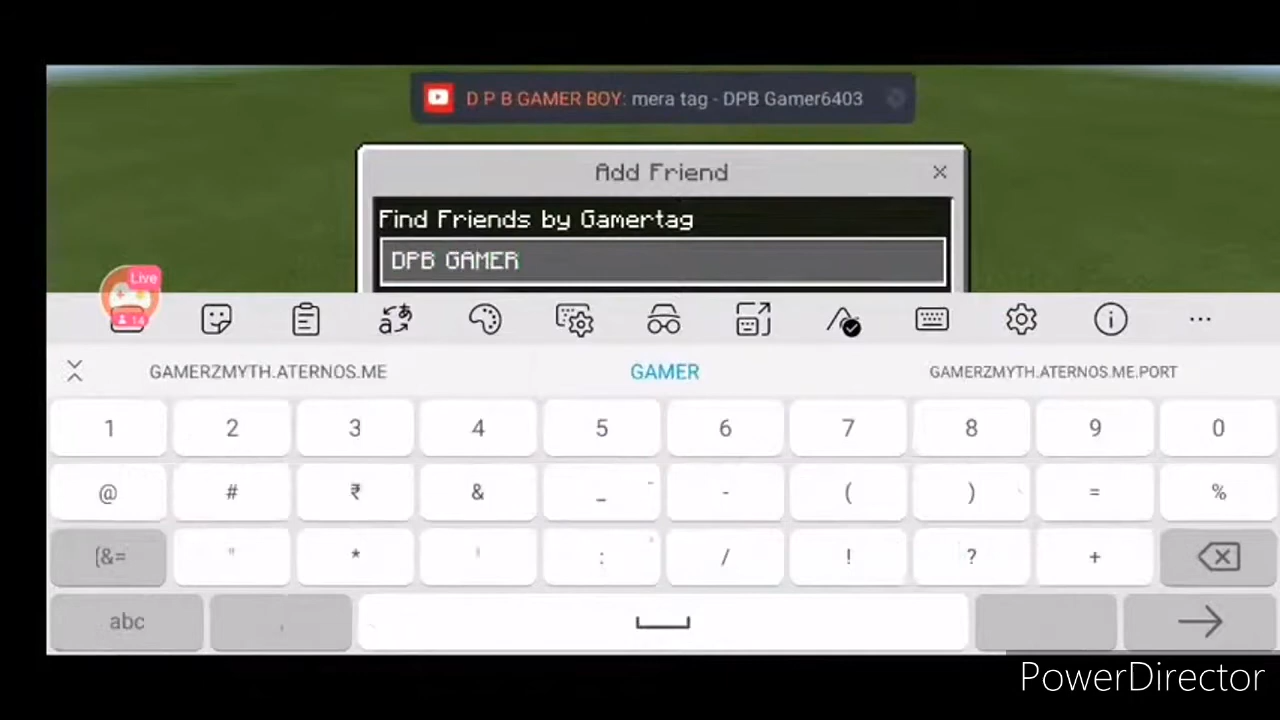 D P B GAMER BOY: mera tag - DPB Gamer6403
Add Friend
Find Friends by Gamertag
DPB GAMER
Live
14
GAMERZMYTH.ATERNOS.ME GAMER GAMERZMYTH.ATERNOS.ME.PORT
1 2 3 4 5 6 7 8 9 0
@ # ₹ & _ - ( ) = %
{&= " * ' : / ! ? +
abc ,
PowerDirector